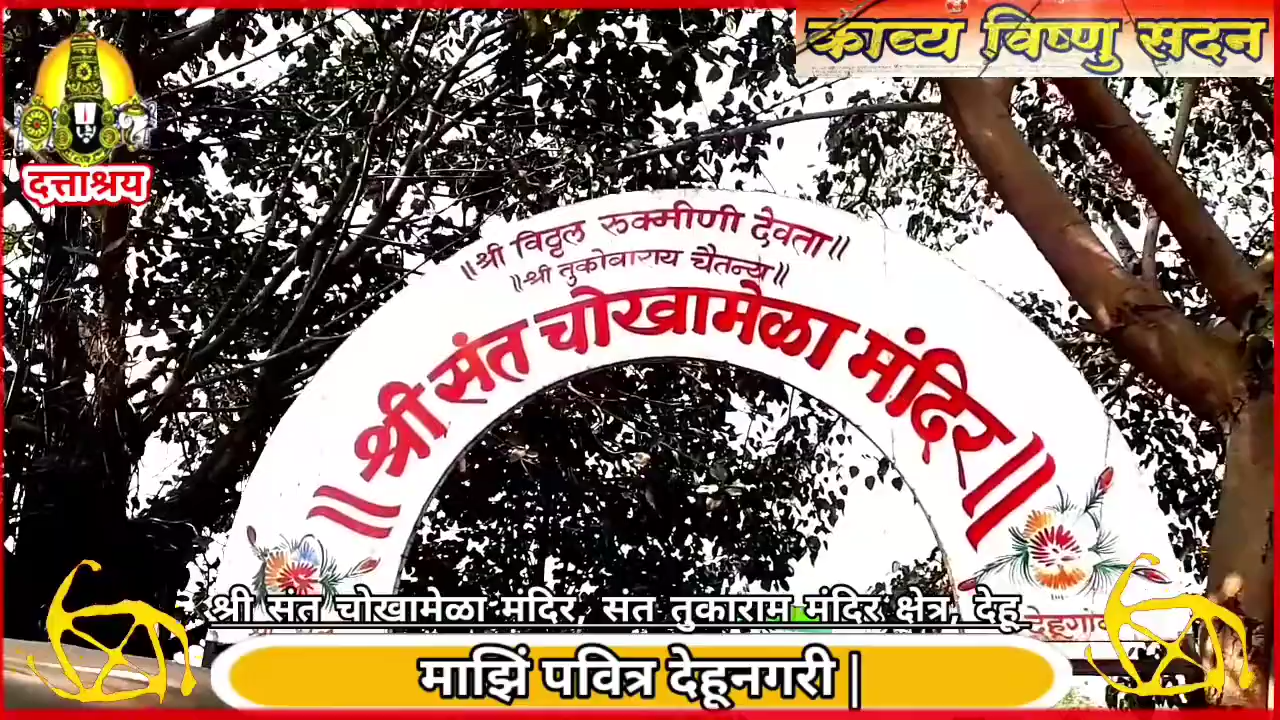 काव्य विष्णु सदन
दत्ताश्रय
॥श्री विठ्ठल रुक्मीणी देवता॥
॥श्री तुकोबाराय चैतन्य॥
॥श्री संत चोखामेळा मंदिर॥
श्री संत चोखामेळा मंदिर, संत तुकाराम मंदिर क्षेत्र, देहू
माझिं पवित्र देहूनगरी |